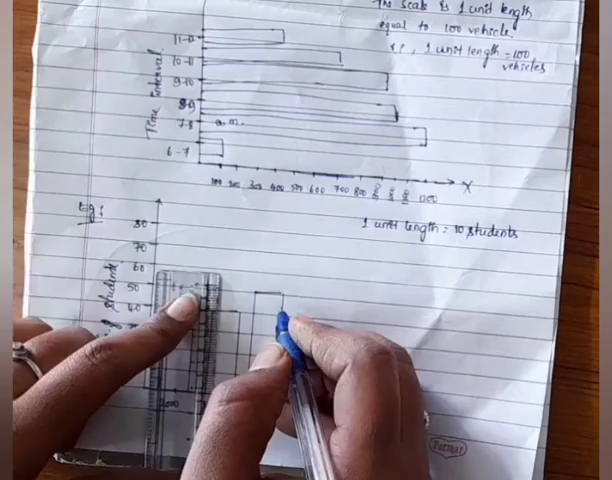 The Scale is 1 unit length
equal to 100 vehicle.
i.e, 1 unit length = 100
vehicles
11-12
10-11
9-10
8-9
7-8 a.m.
6-7
Time interval
100 200 300 400 500 600 700 800 X
Eg:
1 unit length = 10 students
80
70
60
50
40
students